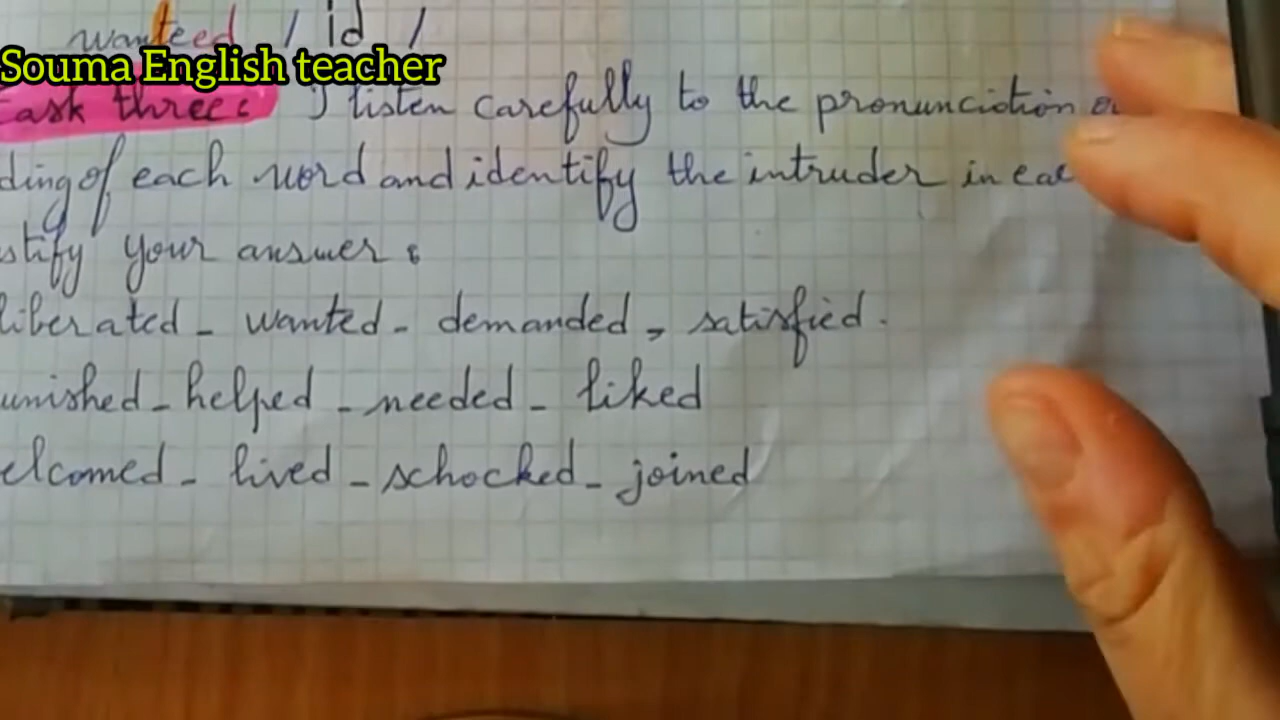 wanteed / id /
Souma English teacher
task three: I listen carefully to the pronunciation
ding of each word and identify the intruder in eac
stify your answer:
liberated - wanted - demanded, satisfied.
unished - helped - needed - liked
elcomed - lived - schocked - joined